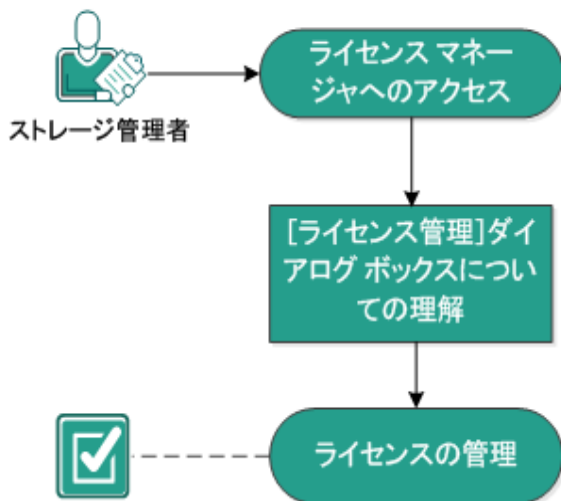 ライセンス マネー
ジャへのアクセス
ストレージ管理者
[ライセンス管理]ダイ
アログ ボックスについ
ての理解
ライセンスの管理